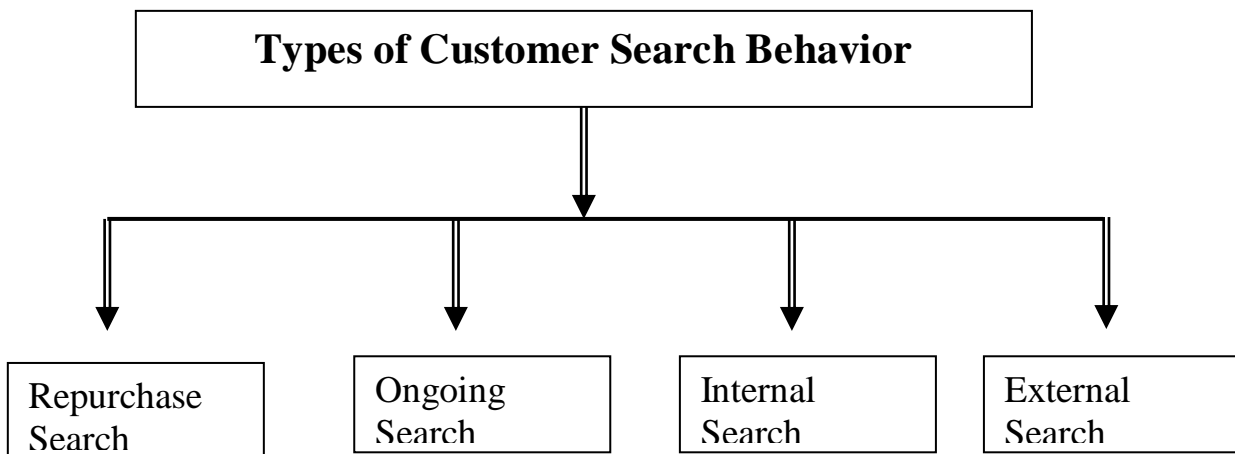 Types of Customer Search Behavior
Repurchase
Search
Ongoing
Search
Internal
Search
External
Search